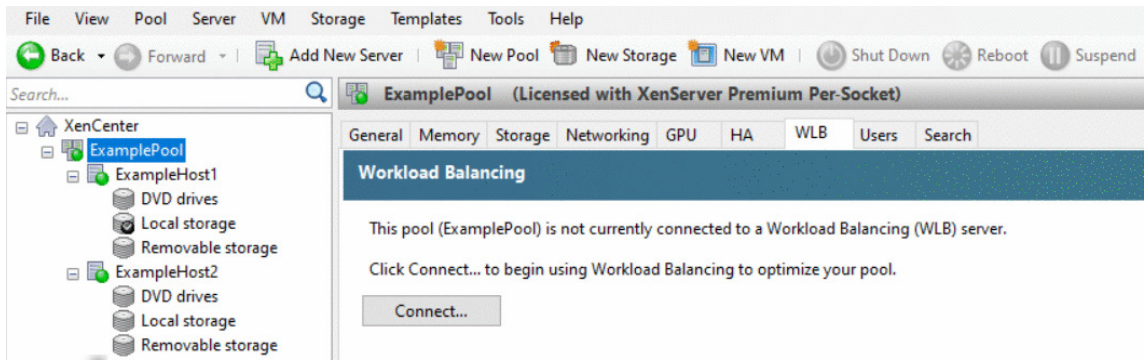 File View Pool Server VM Storage Templates Tools Help
Back Forward Add New Server New Pool New Storage New VM Shut Down Reboot Suspend
Search...
ExamplePool (Licensed with XenServer Premium Per-Socket)
XenCenter
ExamplePool
ExampleHost1
DVD drives
Local storage
Removable storage
ExampleHost2
DVD drives
Local storage
Removable storage
General Memory Storage Networking GPU HA WLB Users Search
Workload Balancing
This pool (ExamplePool) is not currently connected to a Workload Balancing (WLB) server.
Click Connect... to begin using Workload Balancing to optimize your pool.
Connect...